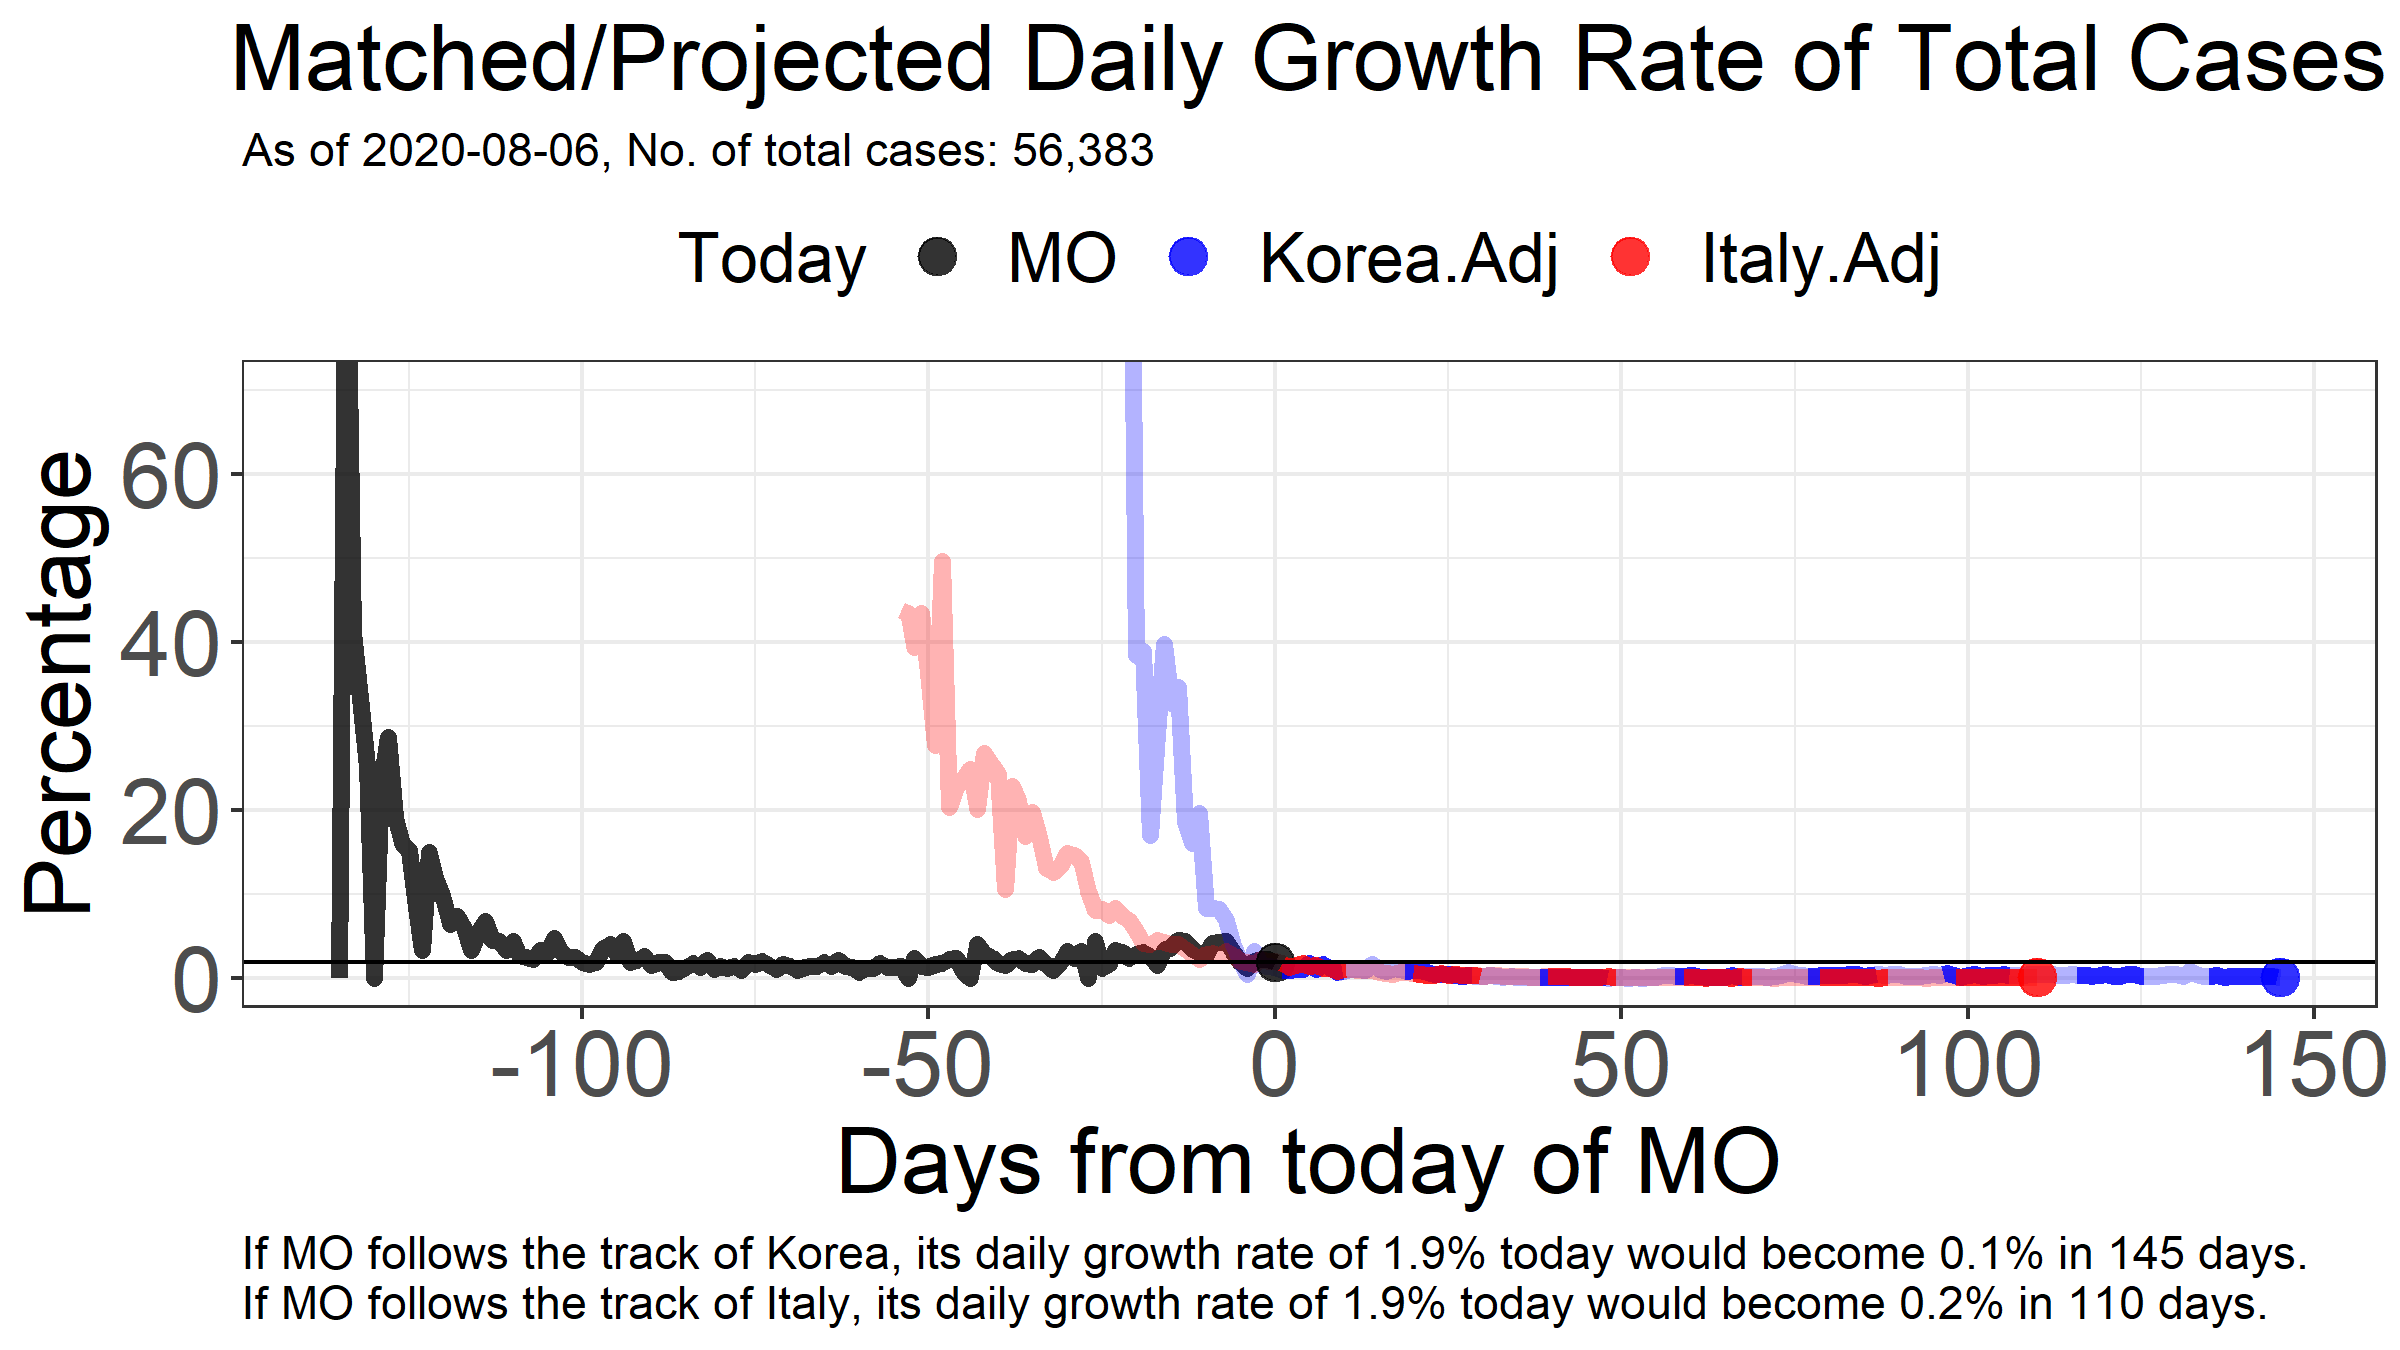 Matched/Projected Daily Growth Rate of Total Cases
As of 2020-08-06, No. of total cases: 56,383
Today MO Korea.Adj Italy.Adj
Percentage
60
40
20
0
-100 -50 0 50 100 150
Days from today of MO
If MO follows the track of Korea, its daily growth rate of 1.9% today would become 0.1% in 145 days.
If MO follows the track of Italy, its daily growth rate of 1.9% today would become 0.2% in 110 days.